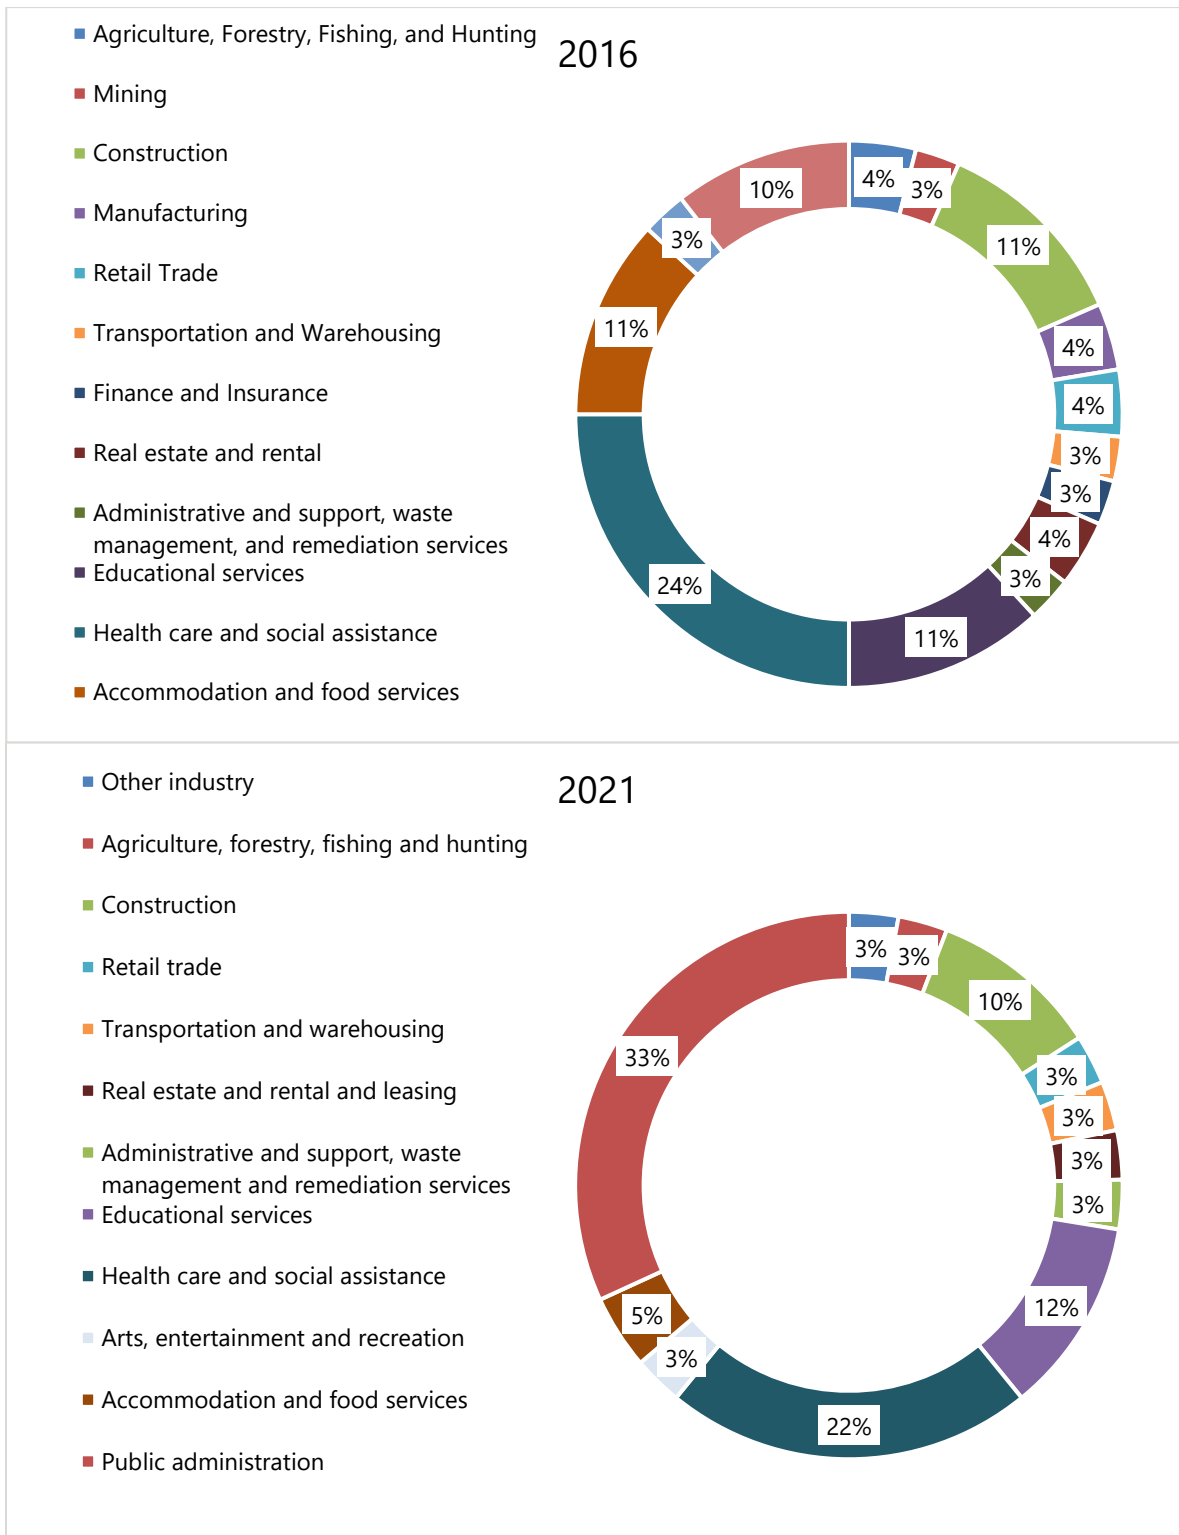 Agriculture, Forestry, Fishing, and Hunting
2016
Mining
Construction
Manufacturing
Retail Trade
Transportation and Warehousing
Finance and Insurance
Real estate and rental
Administrative and support, waste
management, and remediation services
Educational services
Health care and social assistance
Accommodation and food services
4%
3%
11%
4%
4%
3%
3%
4%
3%
11%
24%
11%
3%
10%
Other industry
2021
Agriculture, forestry, fishing and hunting
Construction
Retail trade
Transportation and warehousing
Real estate and rental and leasing
Administrative and support, waste
management and remediation services
Educational services
Health care and social assistance
Arts, entertainment and recreation
Accommodation and food services
Public administration
3%
3%
10%
3%
3%
3%
3%
12%
22%
3%
5%
33%